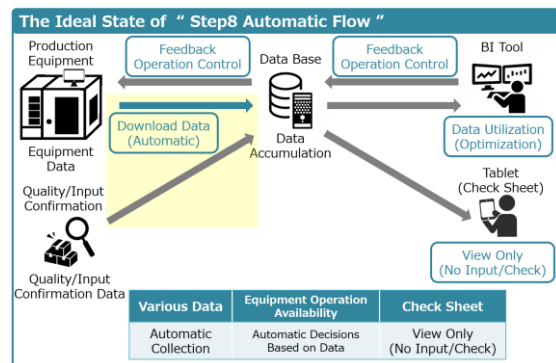 The Ideal State of “ Step8 Automatic Flow ”
Production
Equipment
Feedback
Operation Control
Data Base
Feedback
Operation Control
BI Tool
Download Data
(Automatic)
Equipment
Data
Data
Accumulation
Data Utilization
(Optimization)
Quality/Input
Confirmation
Tablet
(Check Sheet)
Quality/Input
Confirmation Data
View Only
(No Input/Check)
Various Data
Equipment Operation
Availability
Check Sheet
Automatic
Collection
Automatic Decisions
Based on Data
View Only
(No Input/Check)